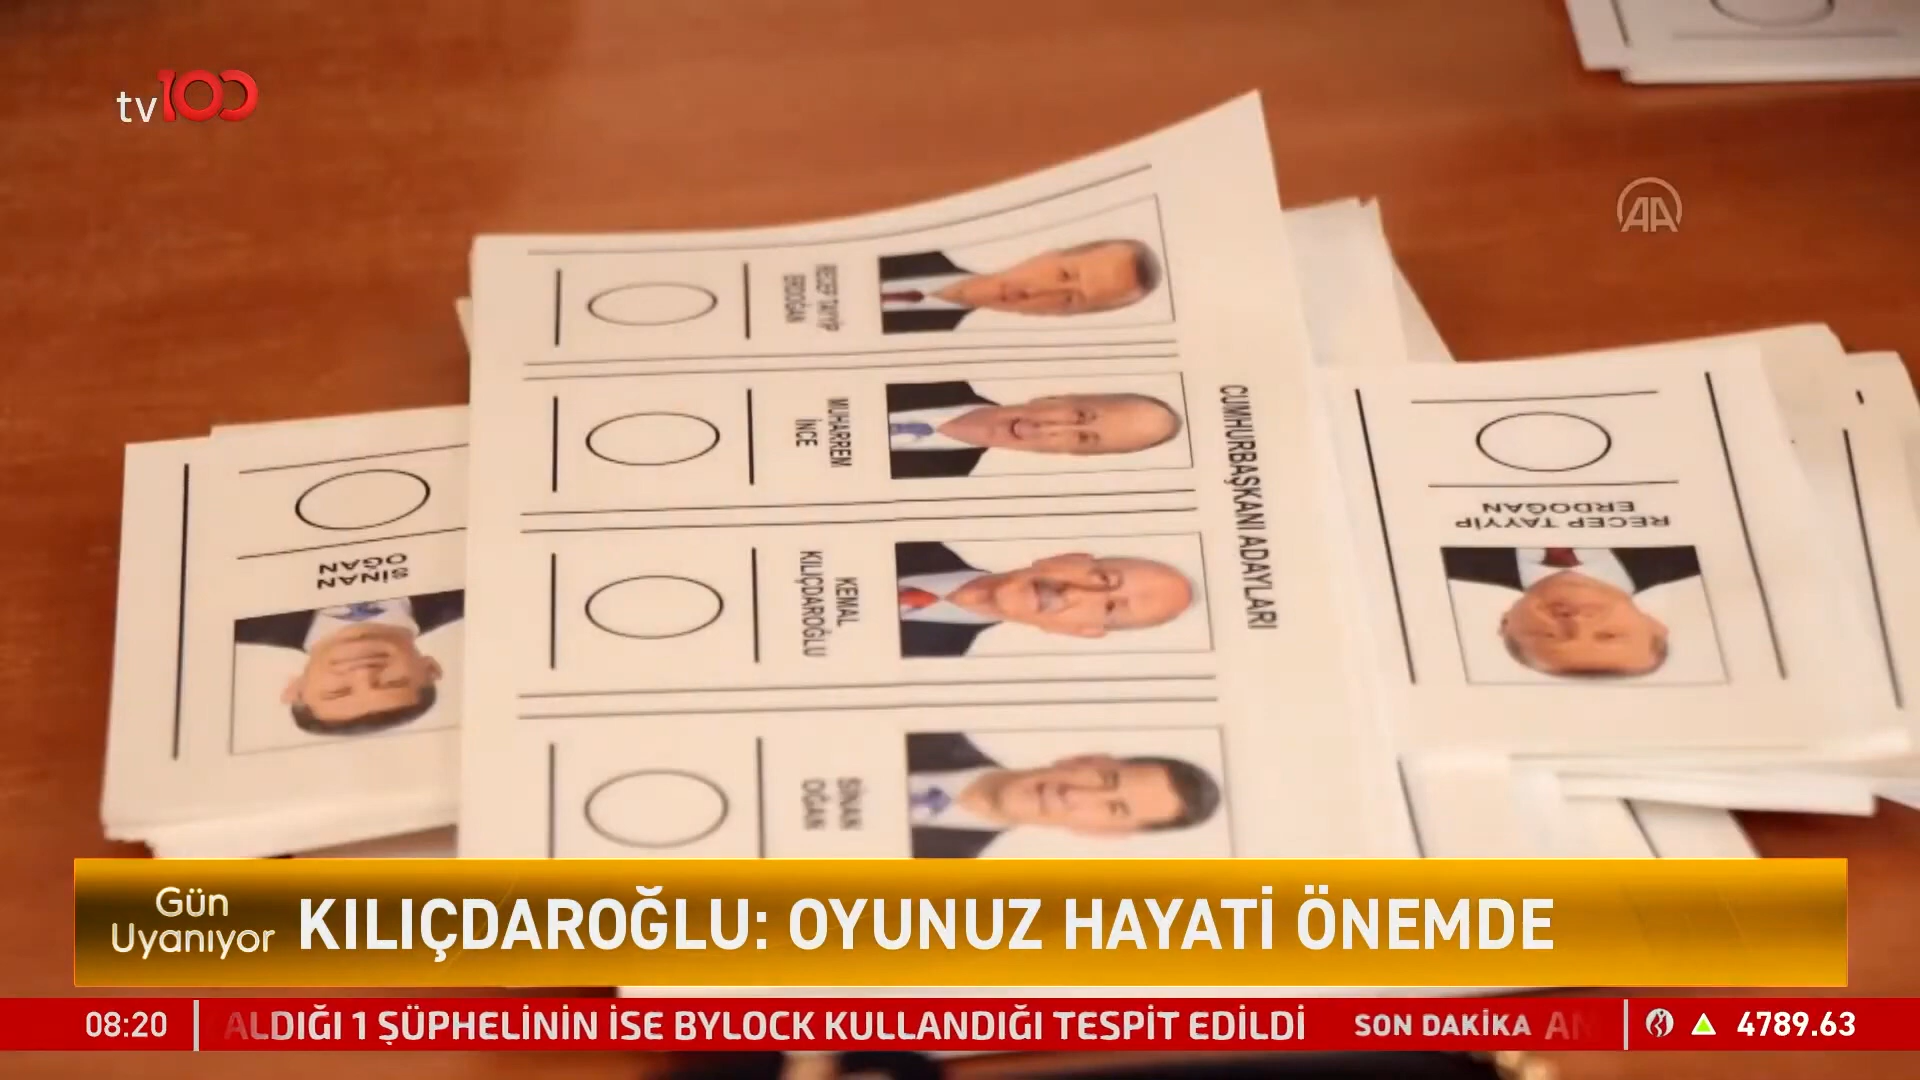 tv100
AA
RECEP TAYYİP
ERDOĞAN
MUHARREM
İNCE
KEMAL
KILIÇDAROĞLU
SİNAN
OĞAN
CUMHURBAŞKANI ADAYLARI
SİNAN
OĞAN
RECEP TAYYİP
ERDOĞAN
Gün
Uyanıyor
KILIÇDAROĞLU: OYUNUZ HAYATİ ÖNEMDE
08:20
ALDIĞI 1 ŞÜPHELİNİN İSE BYLOCK KULLANDIĞI TESPİT EDİLDİ
SON DAKİKA
4789.63